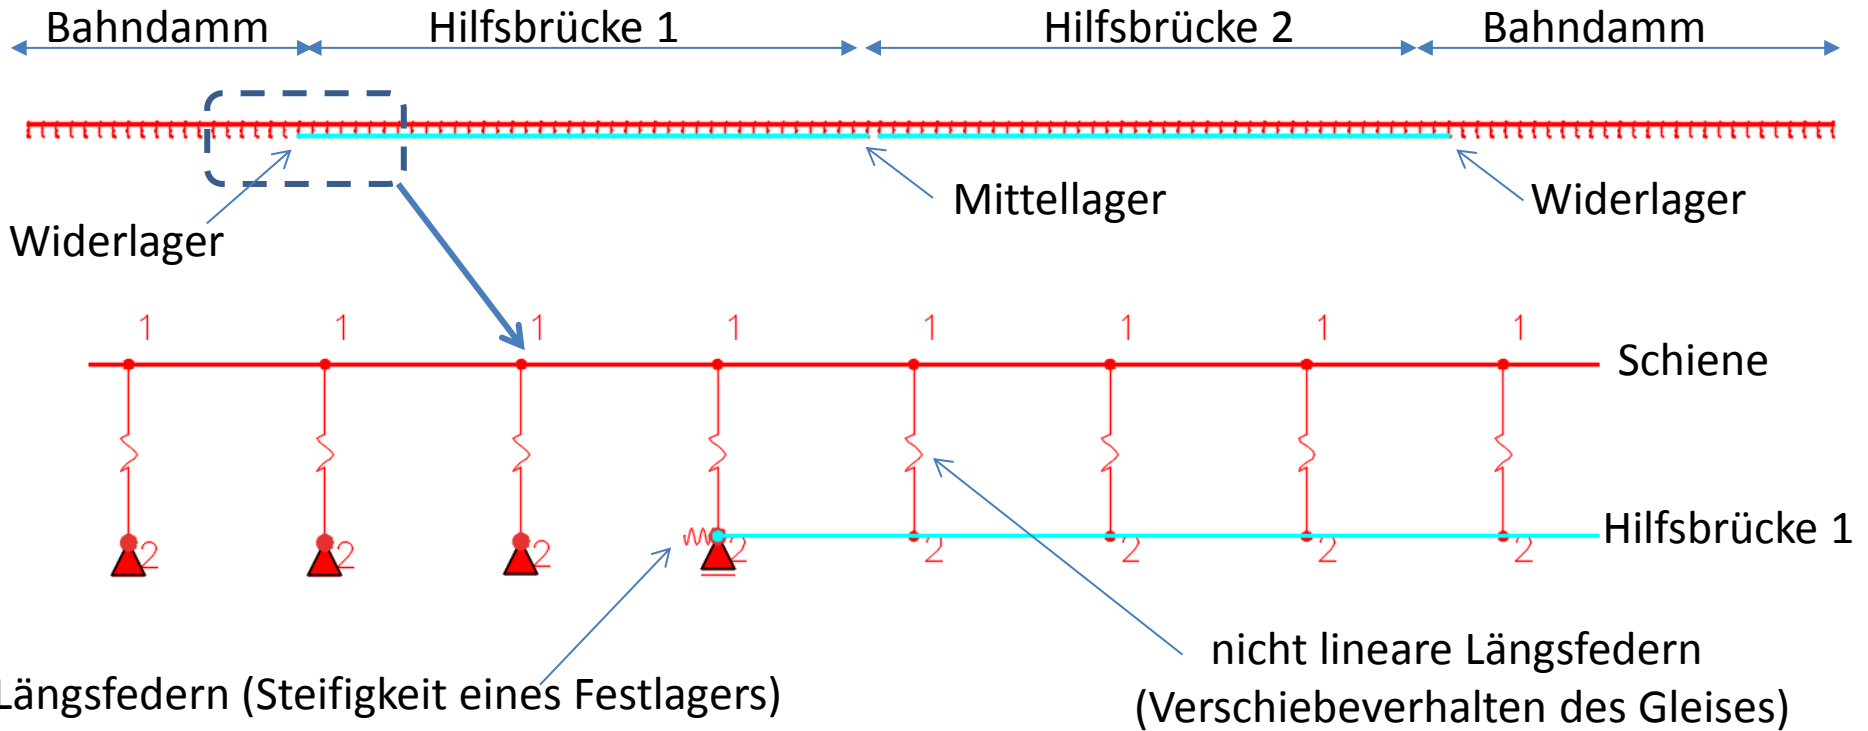 Bahndamm Hilfsbrücke 1 Hilfsbrücke 2 Bahndamm
Mittellager Widerlager
Widerlager
1 1 1 1 1 1 1 1
Schiene
Hilfsbrücke 1
2 2 2 2 2 2 2 2
nicht lineare Längsfedern
Längsfedern (Steifigkeit eines Festlagers)
(Verschiebeverhalten des Gleises)